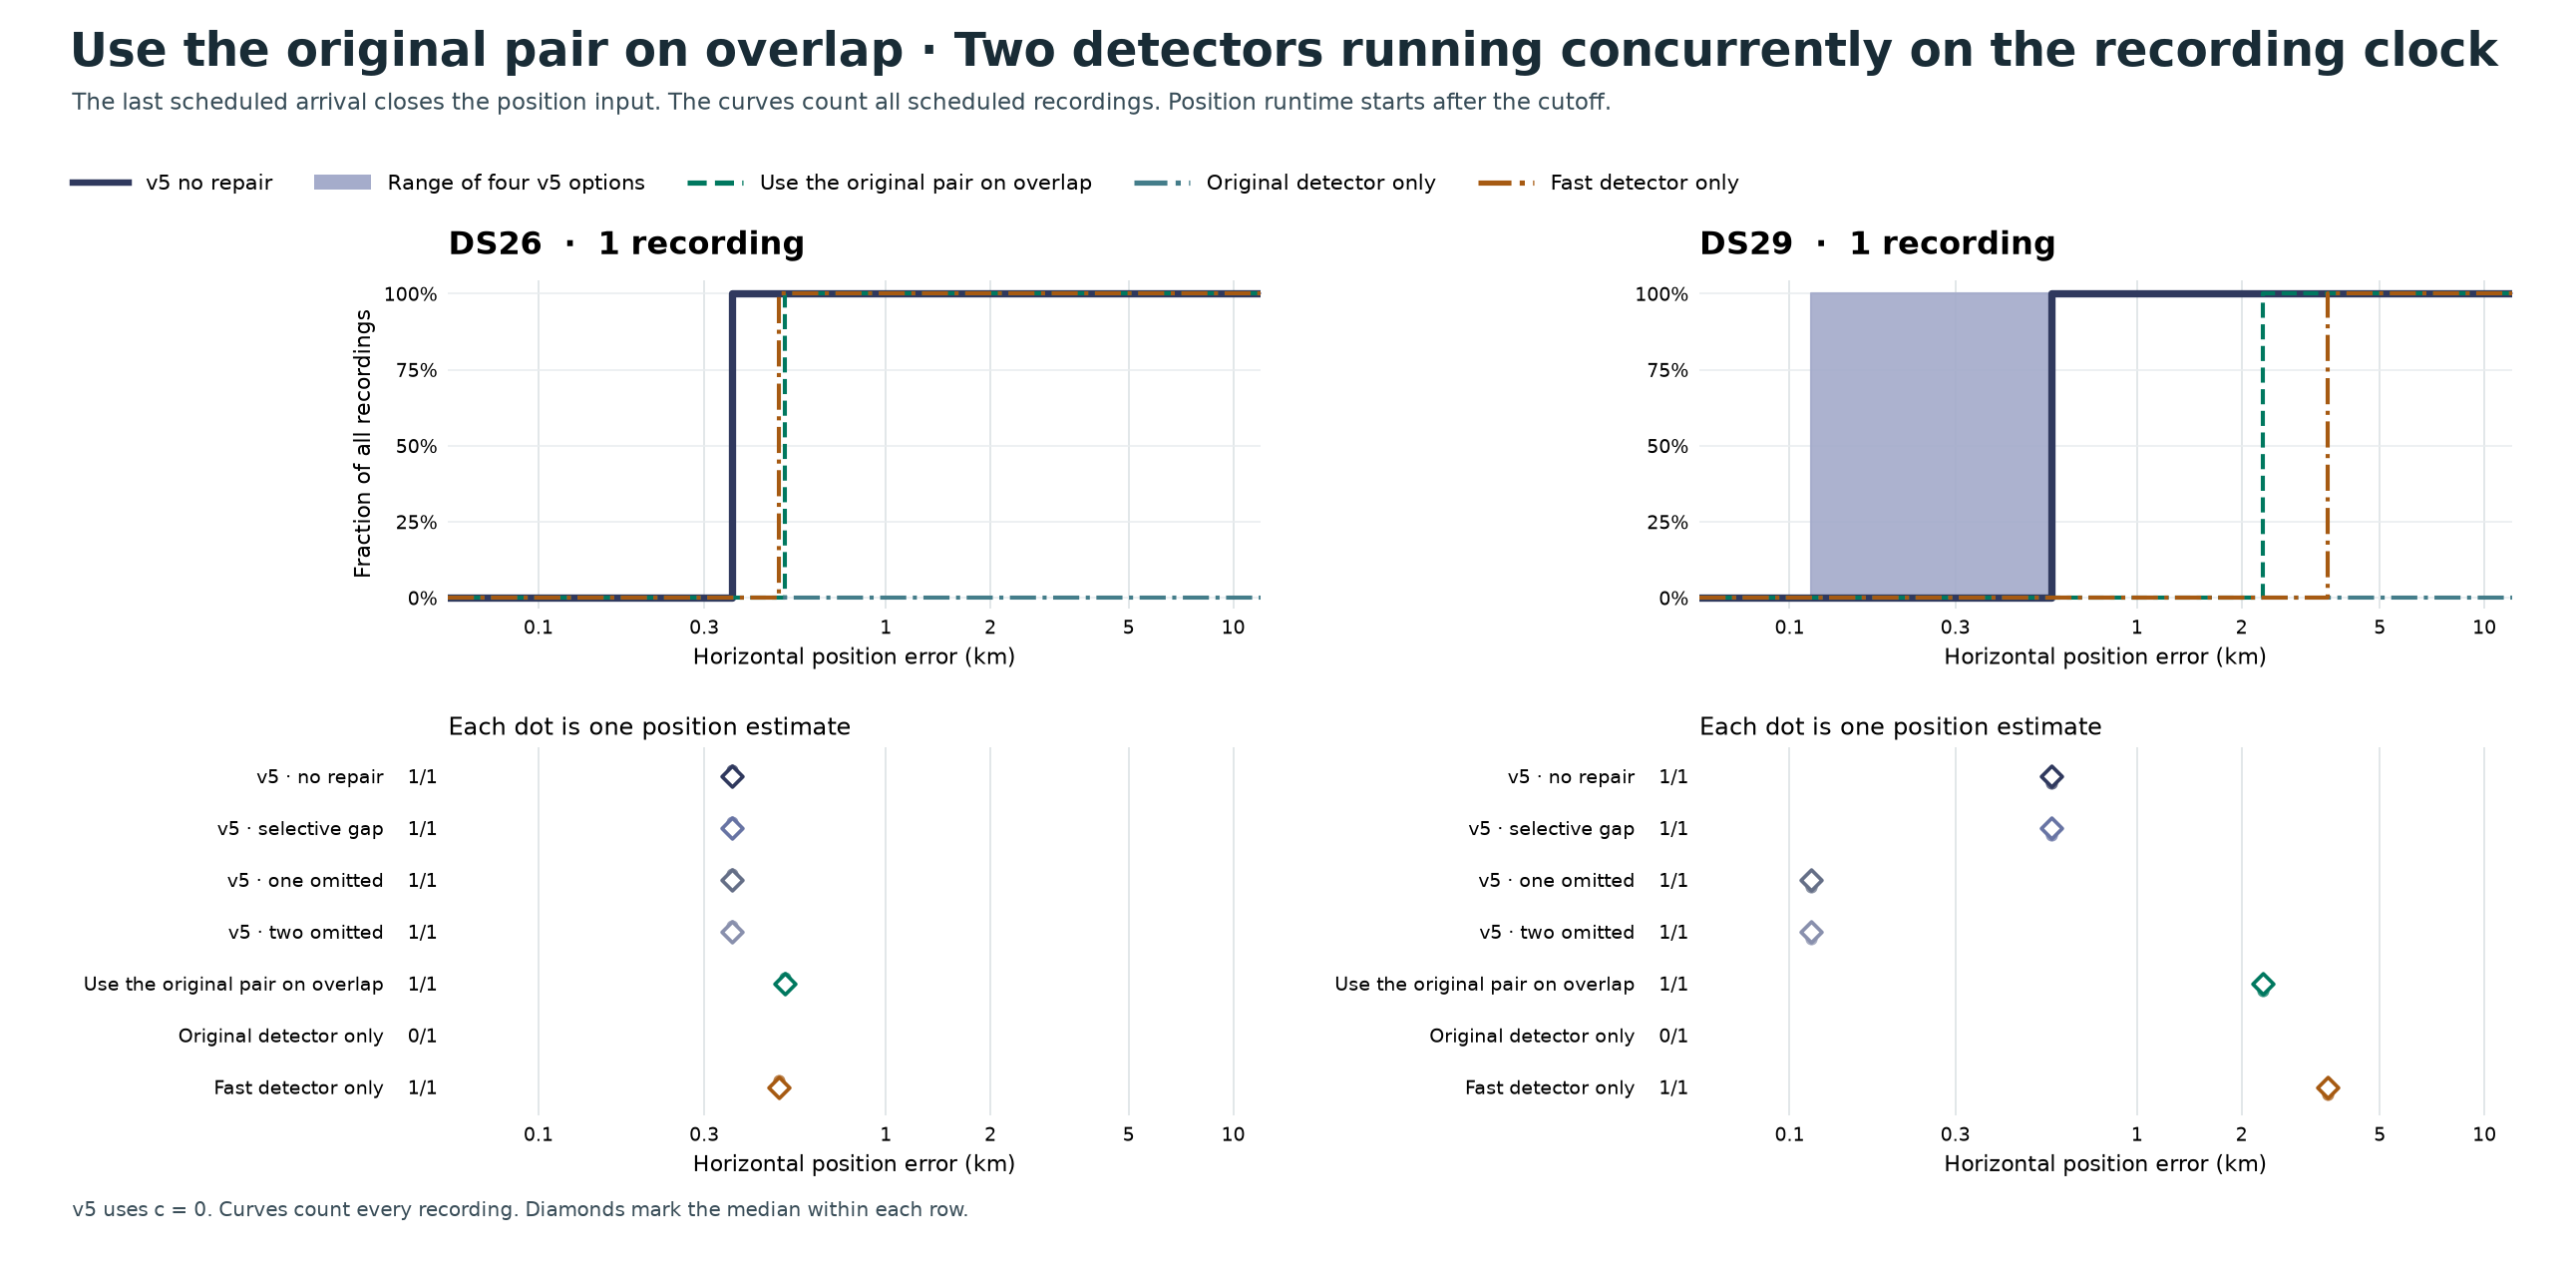 Use the original pair on overlap · Two detectors running concurrently on the recording clock
The last scheduled arrival closes the position input. The curves count all scheduled recordings. Position runtime starts after the cutoff.
v5 no repair
Range of four v5 options
Use the original pair on overlap
Original detector only
Fast detector only
DS26 · 1 recording
Fraction of all recordings
100%
75%
50%
25%
0%
0.1
0.3
1
2
5
10
Horizontal position error (km)
DS29 · 1 recording
100%
75%
50%
25%
0%
0.1
0.3
1
2
5
10
Horizontal position error (km)
Each dot is one position estimate
v5 · no repair 1/1
v5 · selective gap 1/1
v5 · one omitted 1/1
v5 · two omitted 1/1
Use the original pair on overlap 1/1
Original detector only 0/1
Fast detector only 1/1
0.1
0.3
1
2
5
10
Horizontal position error (km)
Each dot is one position estimate
v5 · no repair 1/1
v5 · selective gap 1/1
v5 · one omitted 1/1
v5 · two omitted 1/1
Use the original pair on overlap 1/1
Original detector only 0/1
Fast detector only 1/1
0.1
0.3
1
2
5
10
Horizontal position error (km)
v5 uses c = 0. Curves count every recording. Diamonds mark the median within each row.